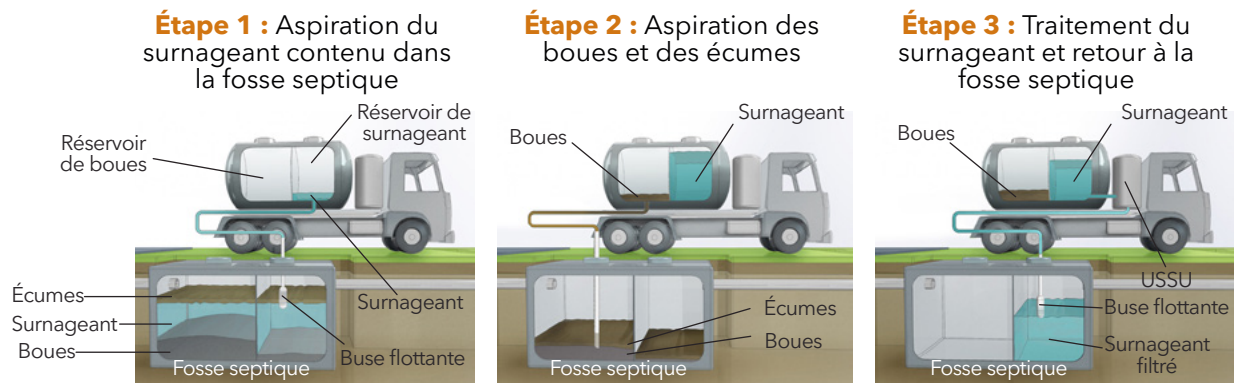 Étape 1 : Aspiration du
surnageant contenu dans
la fosse septique
Réservoir
de boues
Réservoir de
surnageant
Écumes
Surnageant
Boues
Surnageant
Buse flottante
Fosse septique
Étape 2 : Aspiration des
boues et des écumes
Boues
Surnageant
Écumes
Boues
Fosse septique
Étape 3 : Traitement du
surnageant et retour à la
fosse septique
Boues
Surnageant
USSU
Buse flottante
Surnageant
filtré
Fosse septique